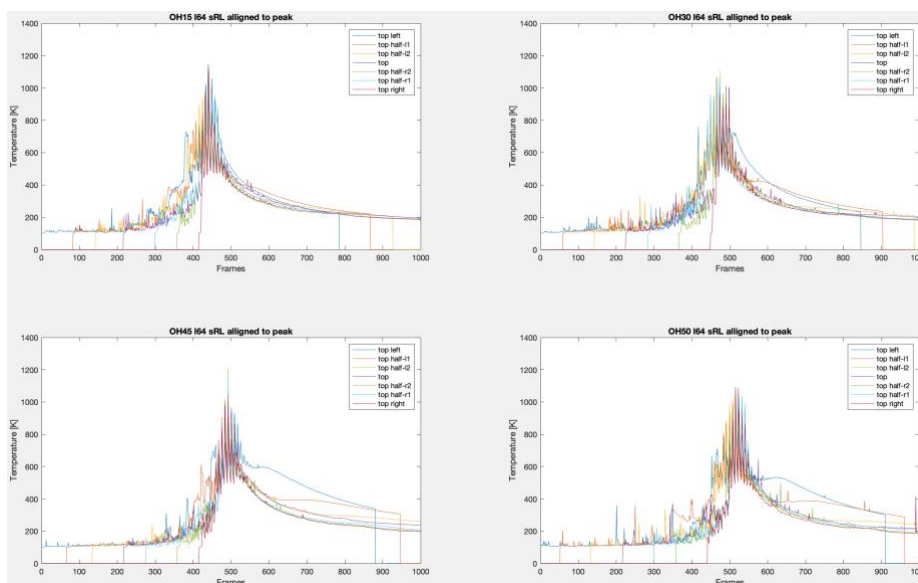 OH15 I64 sRL alligned to peak
1400
1200
1000
800
600
400
200
0
Temperature [K]
top left
top half-l1
top half-l2
top
top half-r2
top half-r1
top right
0 100 200 300 400 500 600 700 800 900 1000
Frames
OH30 I64 sRL alligned to peak
1400
1200
1000
800
600
400
200
0
Temperature [K]
top left
top half-l1
top half-l2
top
top half-r2
top half-r1
top right
0 100 200 300 400 500 600 700 800 900
Frames
OH45 I64 sRL alligned to peak
1400
1200
1000
800
600
400
200
0
Temperature [K]
top left
top half-l1
top half-l2
top
top half-r2
top half-r1
top right
0 100 200 300 400 500 600 700 800 900 1000
Frames
OH50 I64 sRL alligned to peak
1400
1200
1000
800
600
400
200
0
Temperature [K]
top left
top half-l1
top half-l2
top
top half-r2
top half-r1
top right
0 100 200 300 400 500 600 700 800 900
Frames